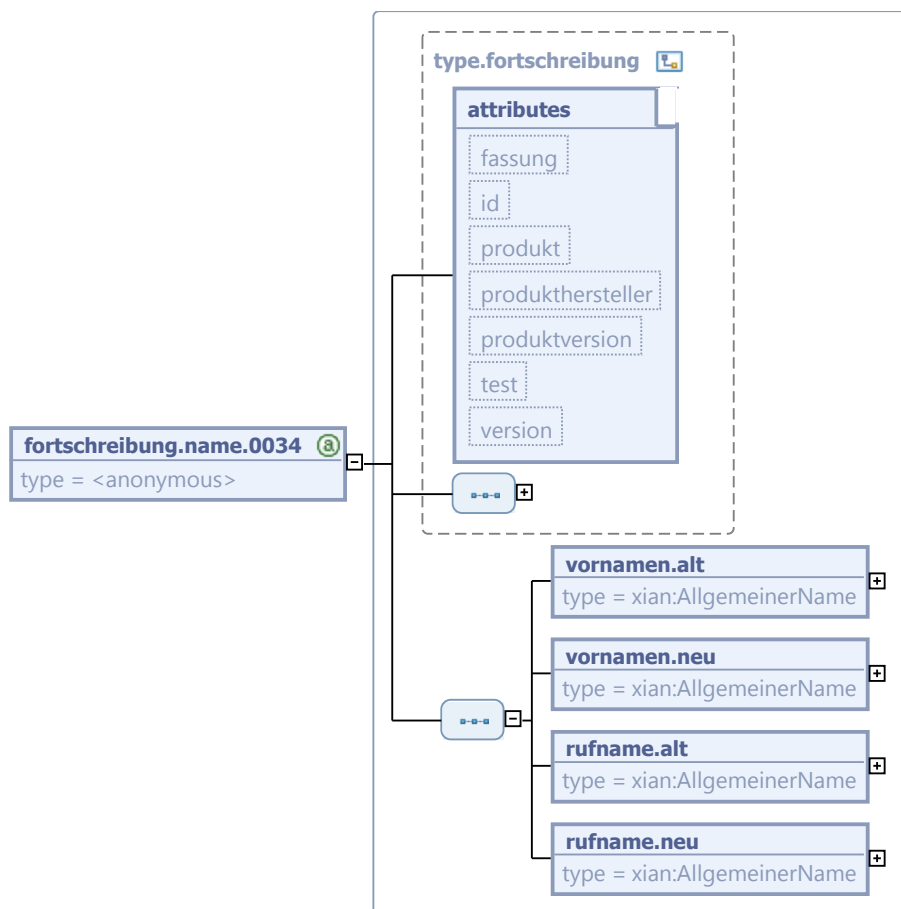 type.fortschreibung
attributes
fassung
id
produkt
produkthersteller
produktversion
test
version
fortschreibung.name.0034 @
type = <anonymous>
vornamen.alt
type = xian:AllgemeinerName
vornamen.neu
type = xian:AllgemeinerName
rufname.alt
type = xian:AllgemeinerName
rufname.neu
type = xian:AllgemeinerName